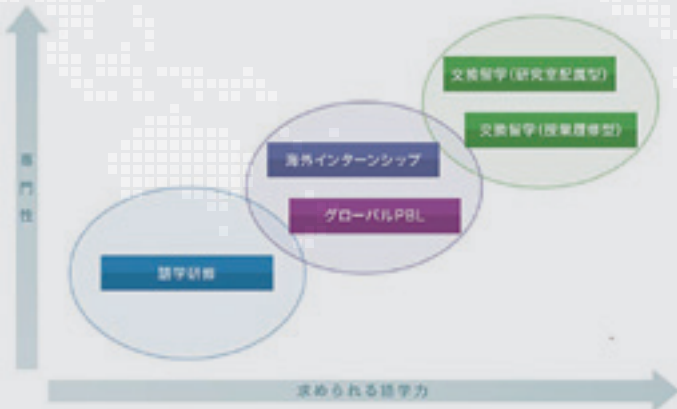 交換留学(研究室配属型)
交換留学(授業履修型)
海外インターンシップ
グローバルPBL
語学研修
専門性
求められる語学力